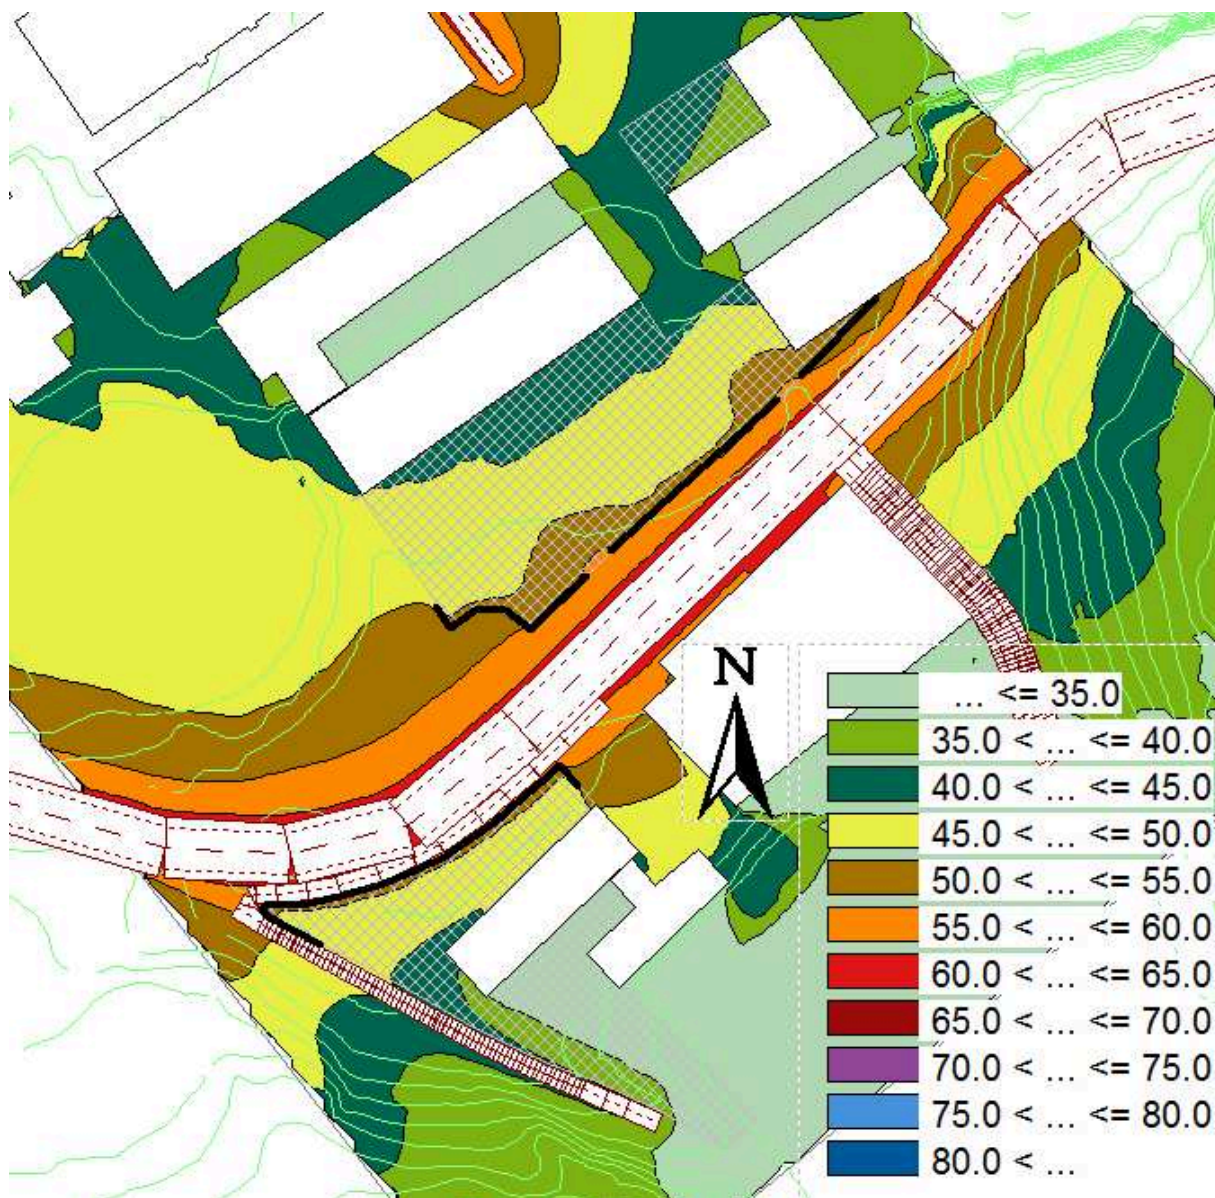 N
... <= 35.0
35.0 < ... <= 40.0
40.0 < ... <= 45.0
45.0 < ... <= 50.0
50.0 < ... <= 55.0
55.0 < ... <= 60.0
60.0 < ... <= 65.0
65.0 < ... <= 70.0
70.0 < ... <= 75.0
75.0 < ... <= 80.0
80.0 < ...